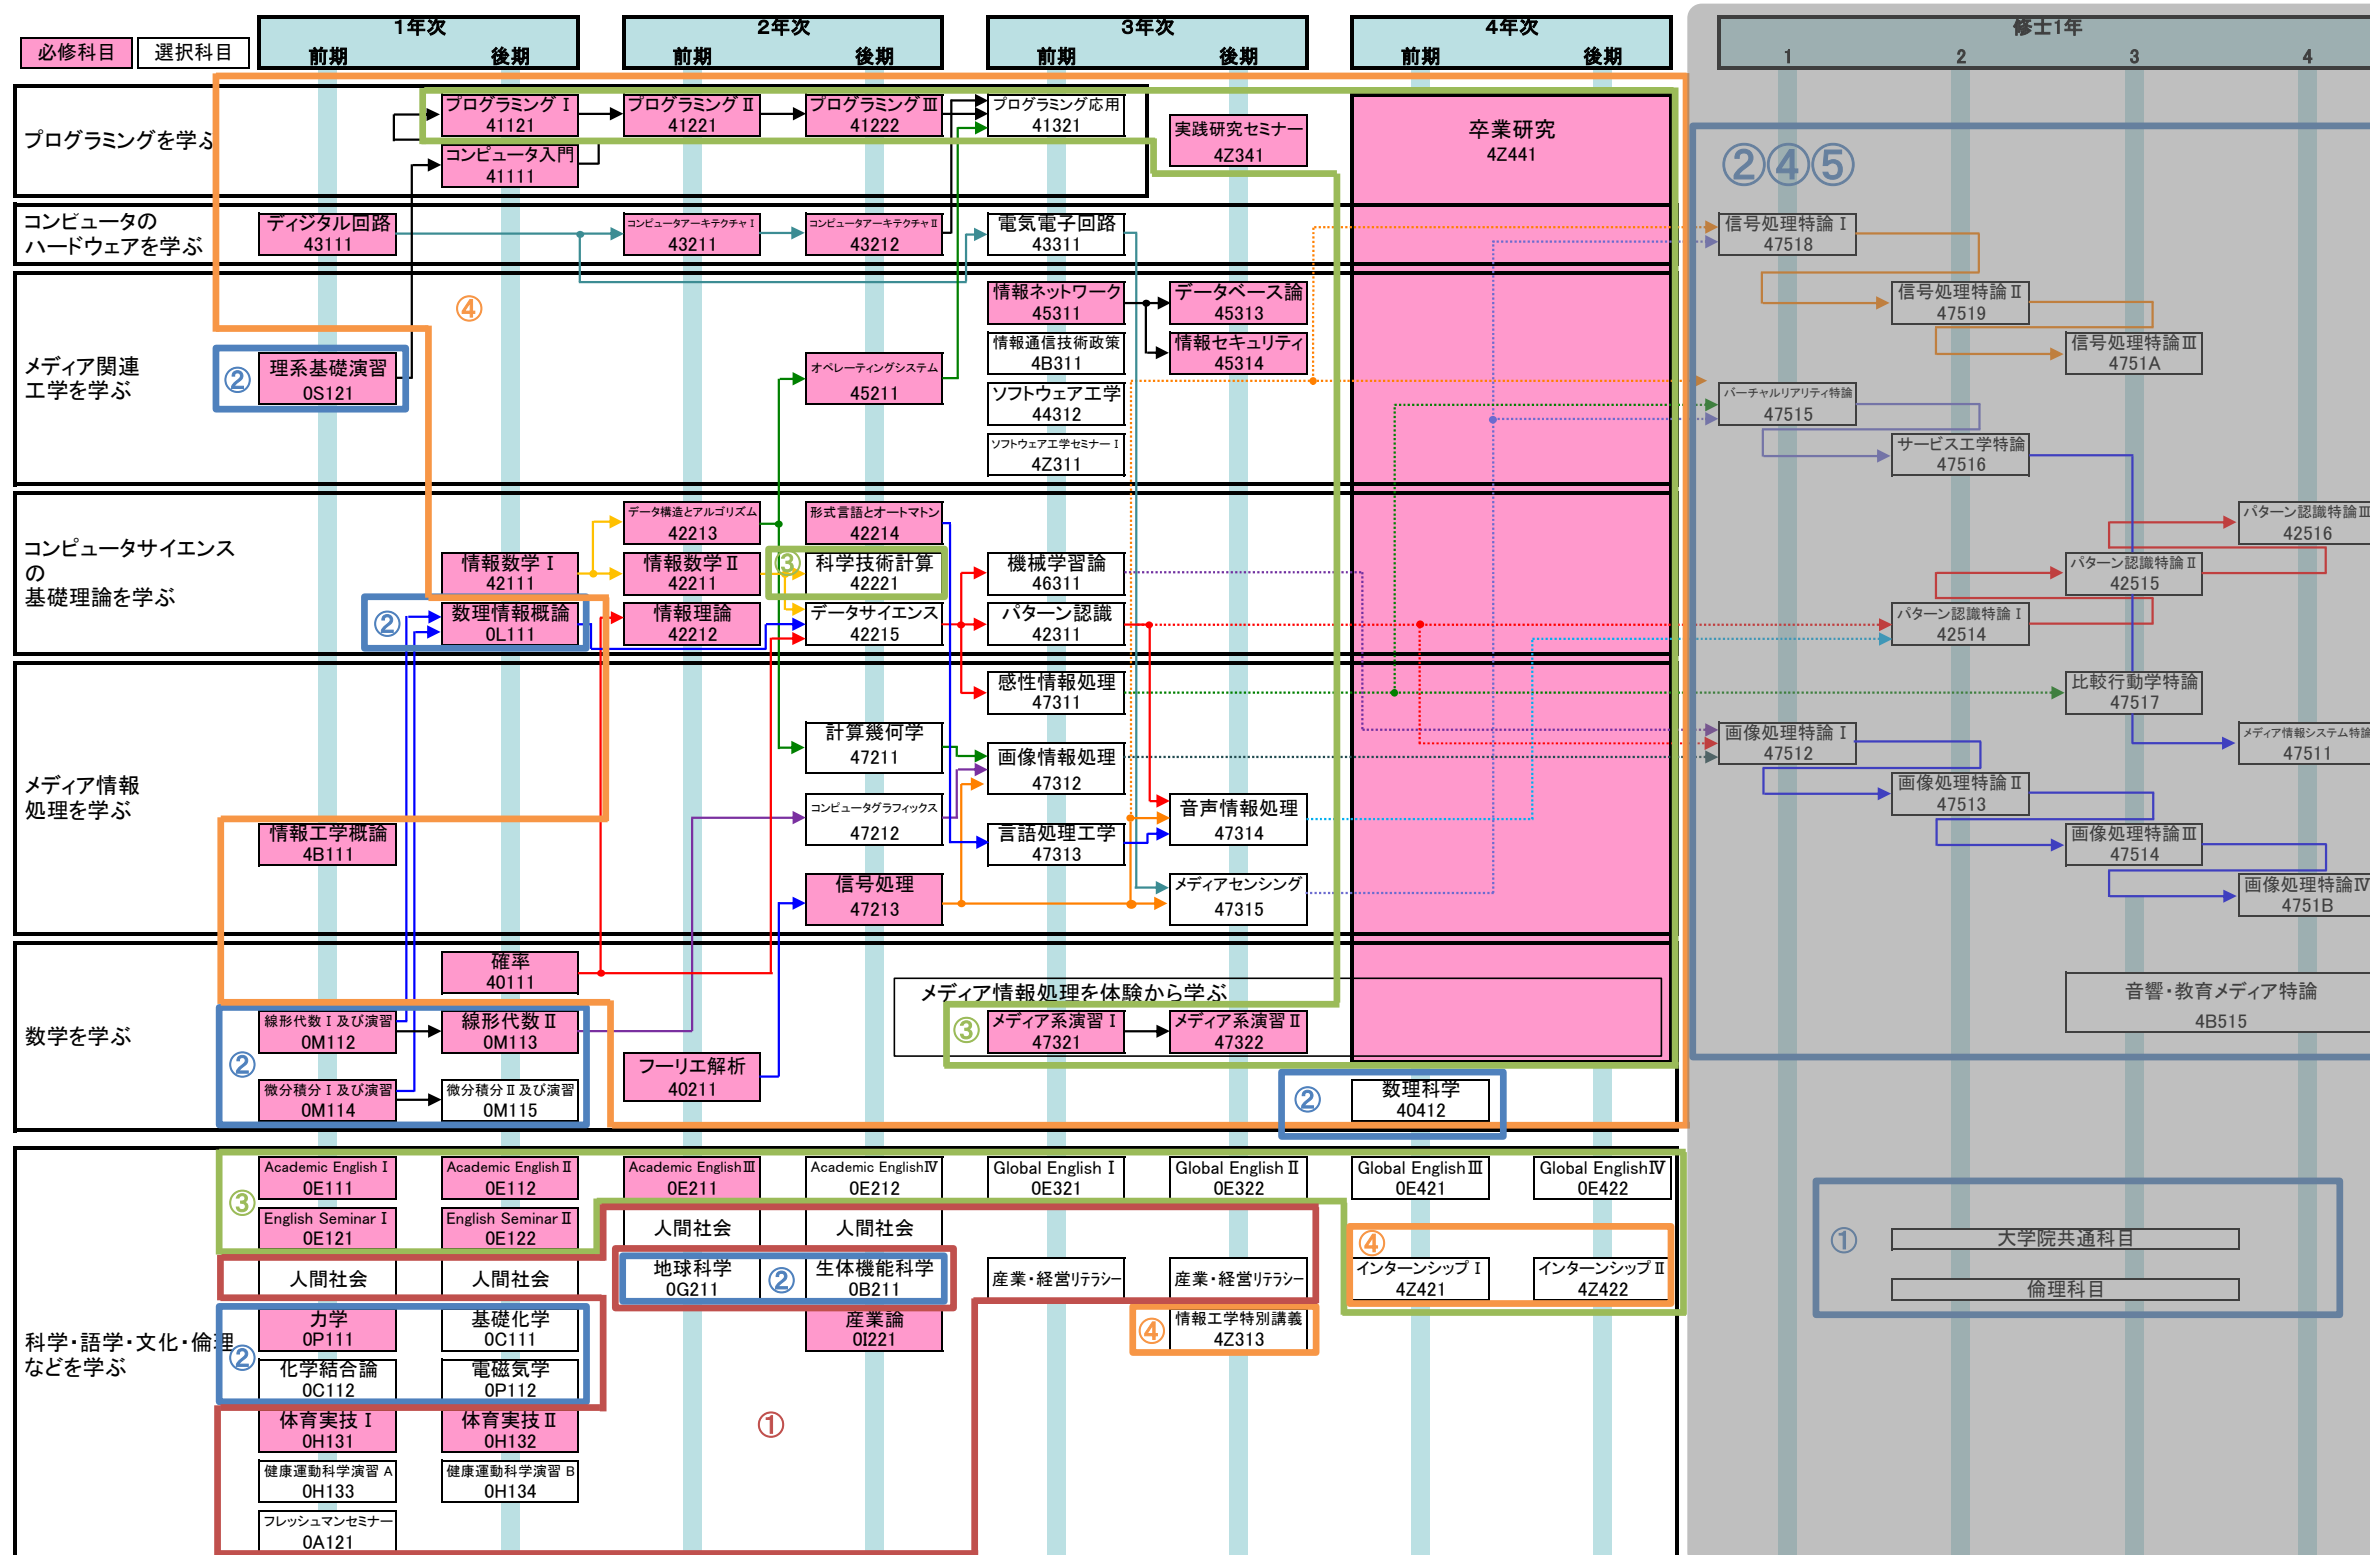 必修科目 選択科目
1年次 2年次 3年次 4年次 修士1年
前期 後期 前期 後期 前期 後期 前期 後期 1 2 3 4
プログラミングを学ぶ
プログラミングⅠ
41121
プログラミングⅡ
41221
プログラミングⅢ
41222
プログラミング応用
41321
コンピュータ入門
41111
実践研究セミナー
4Z341
卒業研究
4Z441
②④⑤
コンピュータの
ハードウェアを学ぶ
ディジタル回路
43111
コンピュータアーキテクチャⅠ
43211
コンピュータアーキテクチャⅡ
43212
電気電子回路
43311
信号処理特論Ⅰ
47518
メディア関連
工学を学ぶ
④
②
理系基礎演習
0S121
オペレーティングシステム
45211
情報ネットワーク
45311
データベース論
45313
情報通信技術政策
4B311
情報セキュリティ
45314
ソフトウェア工学
44312
ソフトウェア工学セミナーⅠ
4Z311
信号処理特論Ⅱ
47519
信号処理特論Ⅲ
4751A
バーチャルリアリティ特論
47515
サービス工学特論
47516
コンピュータサイエンス
の
基礎理論を学ぶ
データ構造とアルゴリズム
42213
形式言語とオートマトン
42214
情報数学Ⅰ
42111
情報数学Ⅱ
42211
③
科学技術計算
42221
機械学習論
46311
②
数理情報概論
0L111
情報理論
42212
データサイエンス
42215
パターン認識
42311
パターン認識特論Ⅲ
42516
パターン認識特論Ⅱ
42515
パターン認識特論Ⅰ
42514
メディア情報
処理を学ぶ
感性情報処理
47311
計算幾何学
47211
画像情報処理
47312
コンピュータグラフィックス
47212
音声情報処理
47314
情報工学概論
4B111
言語処理工学
47313
信号処理
47213
メディアセンシング
47315
比較行動学特論
47517
画像処理特論Ⅰ
47512
メディア情報システム特論
47511
画像処理特論Ⅱ
47513
画像処理特論Ⅲ
47514
画像処理特論Ⅳ
4751B
数学を学ぶ
確率
40111
メディア情報処理を体験から学ぶ
②
線形代数Ⅰ及び演習
0M112
線形代数Ⅱ
0M113
③
メディア系演習Ⅰ
47321
メディア系演習Ⅱ
47322
フーリエ解析
40211
微分積分Ⅰ及び演習
0M114
微分積分Ⅱ及び演習
0M115
②
数理科学
40412
音響・教育メディア特論
4B515
科学・語学・文化・倫理
などを学ぶ
③
Academic EnglishⅠ
0E111
Academic EnglishⅡ
0E112
Academic EnglishⅢ
0E211
Academic EnglishⅣ
0E212
Global EnglishⅠ
0E321
Global EnglishⅡ
0E322
Global EnglishⅢ
0E421
Global EnglishⅣ
0E422
English SeminarⅠ
0E121
English SeminarⅡ
0E122
人間社会
人間社会
人間社会
人間社会
地球科学
0G211
②
生体機能科学
0B211
産業・経営リテラシー
産業・経営リテラシー
④
インターンシップⅠ
4Z421
インターンシップⅡ
4Z422
②
力学
0P111
基礎化学
0C111
産業論
0I221
④
情報工学特別講義
4Z313
化学結合論
0C112
電磁気学
0P112
①
体育実技Ⅰ
0H131
体育実技Ⅱ
0H132
健康運動科学演習 A
0H133
健康運動科学演習 B
0H134
フレッシュマンセミナー
0A121
①
大学院共通科目
倫理科目